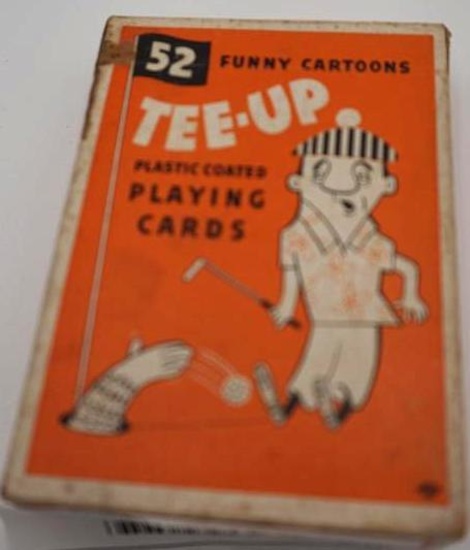 52 FUNNY CARTOONS
TEE-UP
PLASTIC COATED
PLAYING
CARDS